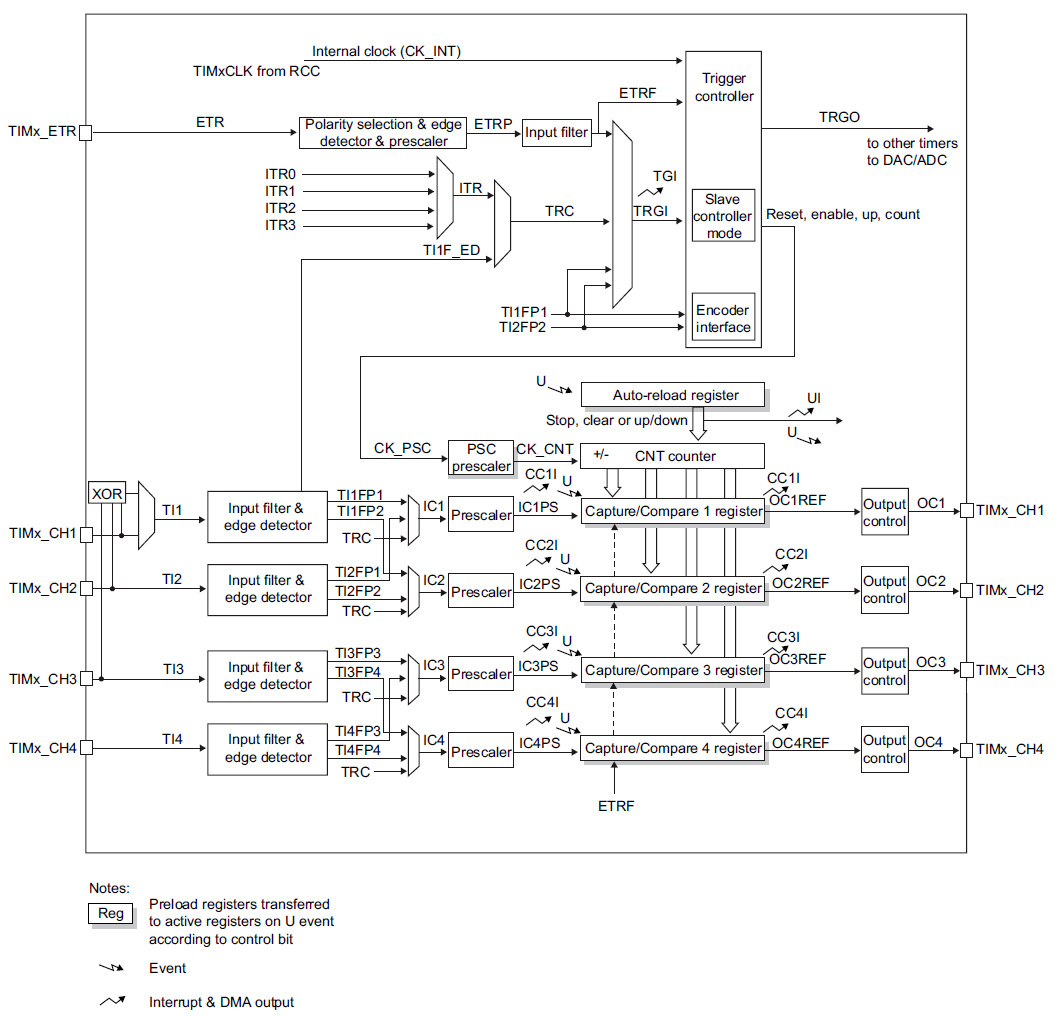 Internal clock (CK_INT)
TIMxCLK from RCC
Trigger
controller
ETRF
TIMx_ETR
ETR
Polarity selection & edge
detector & prescaler
ETRP
Input filter
TRGO
to other timers
to DAC/ADC
ITR0
ITR1
ITR2
ITR3
ITR
TI1F_ED
TRC
TGI
TRGI
Slave
controller
mode
Reset, enable, up, count
TI1FP1
TI2FP2
Encoder
interface
U
Auto-reload register
UI
Stop, clear or up/down
U
CK_PSC
PSC
prescaler
CK_CNT
+/-
CNT counter
XOR
TI1
TIMx_CH1
Input filter &
edge detector
TI1FP1
TI1FP2
TRC
IC1
Prescaler
IC1PS
CC1I
U
Capture/Compare 1 register
CC1I
OC1REF
Output
control
OC1
TIMx_CH1
TIMx_CH2
TI2
Input filter &
edge detector
TI2FP1
TI2FP2
TRC
IC2
Prescaler
IC2PS
CC2I
U
Capture/Compare 2 register
CC2I
OC2REF
Output
control
OC2
TIMx_CH2
TIMx_CH3
TI3
Input filter &
edge detector
TI3FP3
TI3FP4
TRC
IC3
Prescaler
IC3PS
CC3I
U
Capture/Compare 3 register
CC3I
OC3REF
Output
control
OC3
TIMx_CH3
TIMx_CH4
TI4
Input filter &
edge detector
TI4FP3
TI4FP4
TRC
IC4
Prescaler
IC4PS
CC4I
U
Capture/Compare 4 register
CC4I
OC4REF
Output
control
OC4
TIMx_CH4
ETRF
Notes:
Reg
Preload registers transferred
to active registers on U event
according to control bit
Event
Interrupt & DMA output